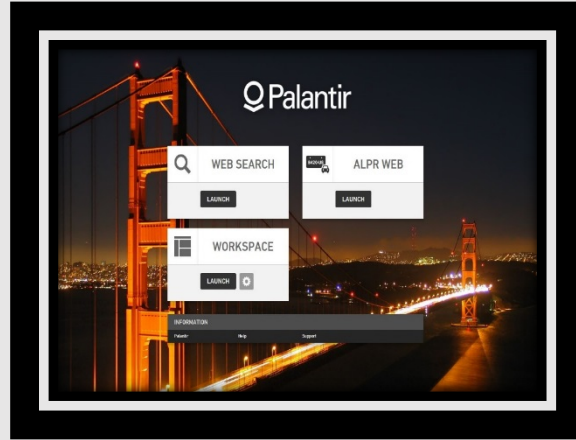 Palantir
WEB SEARCH
ALPR WEB
LAUNCH
LAUNCH
WORKSPACE
LAUNCH
INFORMATION
Palantir Help Support